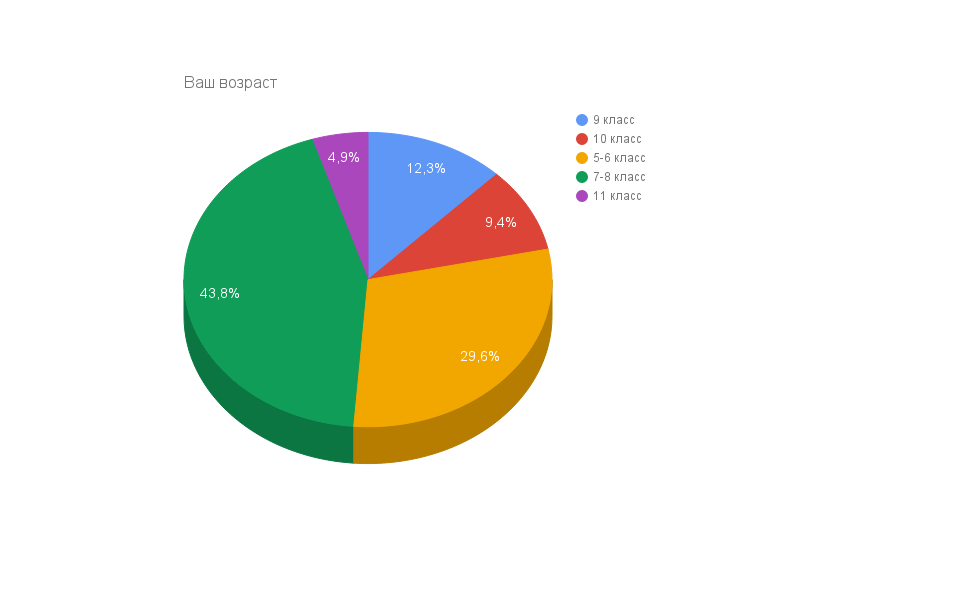 Ваш возраст
9 класс
10 класс
5-6 класс
7-8 класс
11 класс
4,9%
12,3%
9,4%
43,8%
29,6%